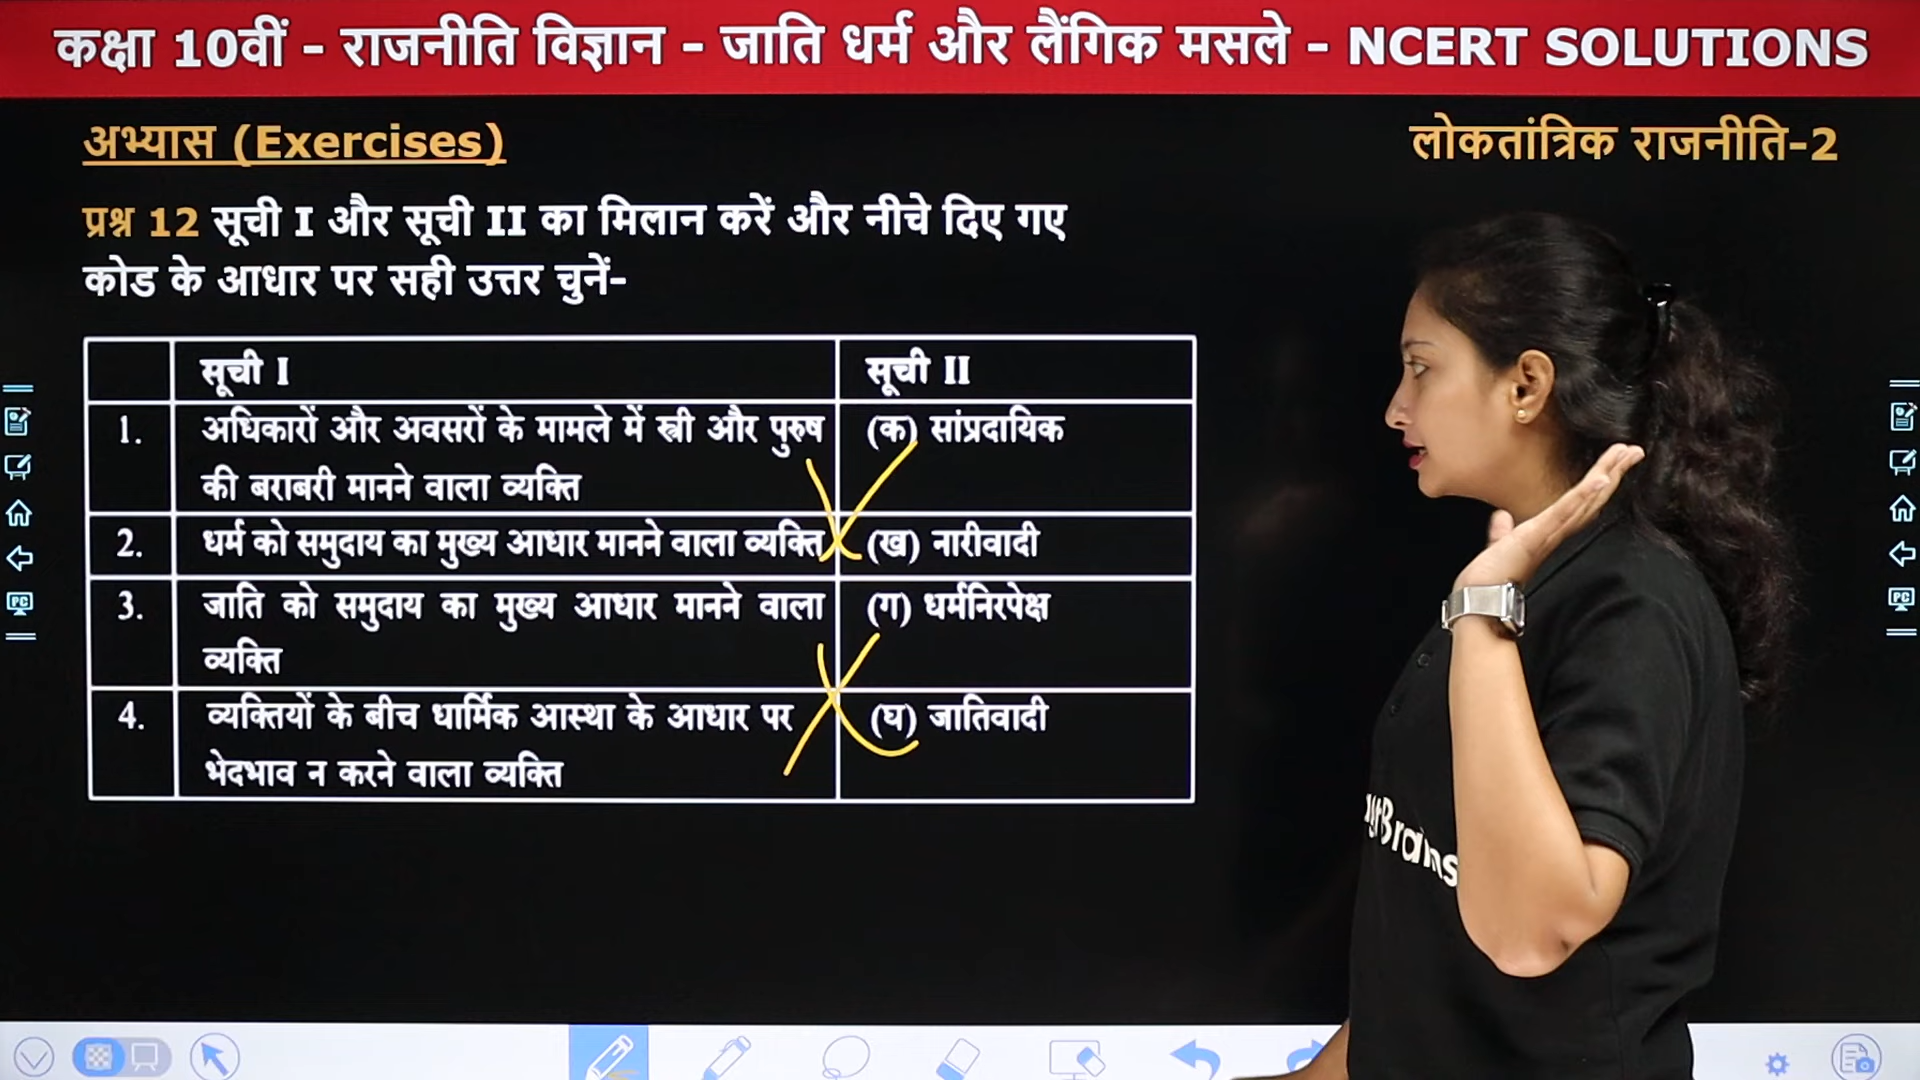 कक्षा 10वीं - राजनीति विज्ञान - जाति धर्म और लैंगिक मसले - NCERT SOLUTIONS
अभ्यास (Exercises)
लोकतांत्रिक राजनीति-2
प्रश्न 12 सूची I और सूची II का मिलान करें और नीचे दिए गए
कोड के आधार पर सही उत्तर चुनें-
सूची I
सूची II
1.
अधिकारों और अवसरों के मामले में स्त्री और पुरुष
की बराबरी मानने वाला व्यक्ति
(क) सांप्रदायिक
2.
धर्म को समुदाय का मुख्य आधार मानने वाला व्यक्ति
(ख) नारीवादी
3.
जाति को समुदाय का मुख्य आधार मानने वाला
व्यक्ति
(ग) धर्मनिरपेक्ष
4.
व्यक्तियों के बीच धार्मिक आस्था के आधार पर
भेदभाव न करने वाला व्यक्ति
(घ) जातिवादी
PC
PC